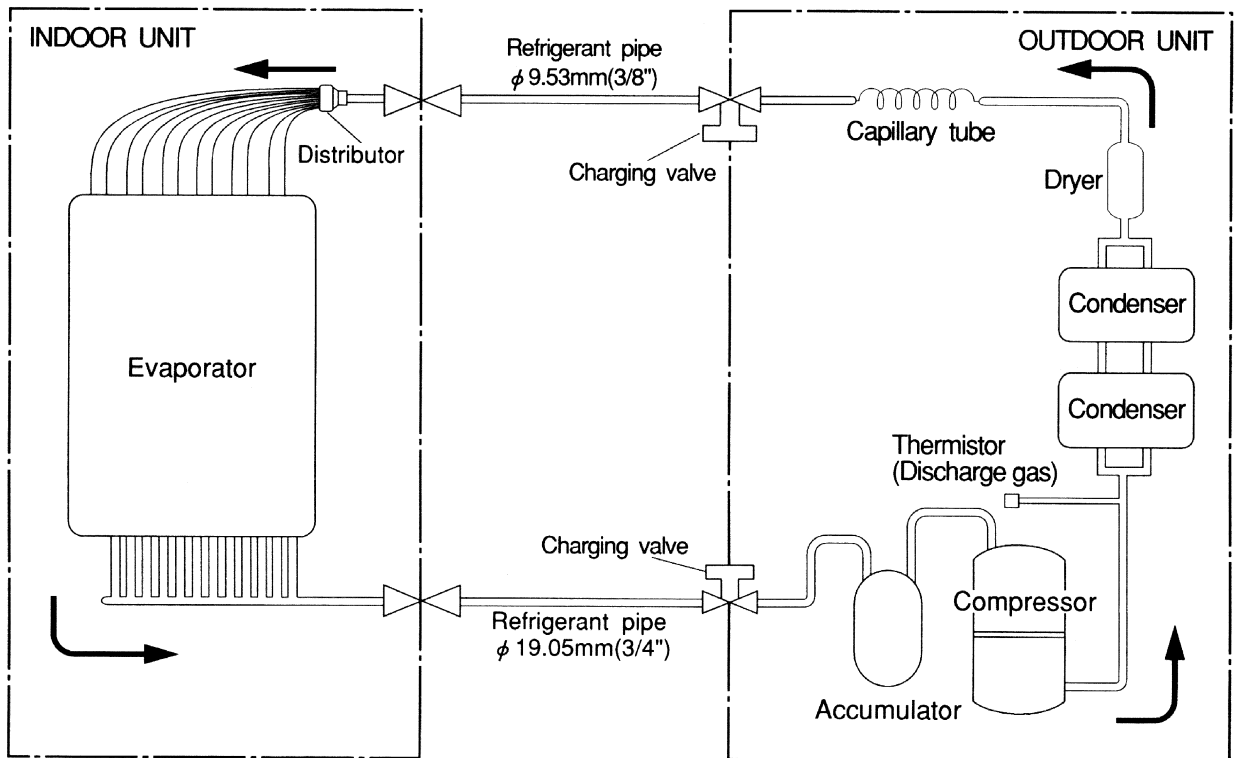 INDOOR UNIT
Refrigerant pipe
ϕ 9.53mm(3/8")
OUTDOOR UNIT
Distributor
Charging valve
Capillary tube
Dryer
Condenser
Evaporator
Condenser
Thermistor
(Discharge gas)
Charging valve
Compressor
Refrigerant pipe
ϕ 19.05mm(3/4")
Accumulator